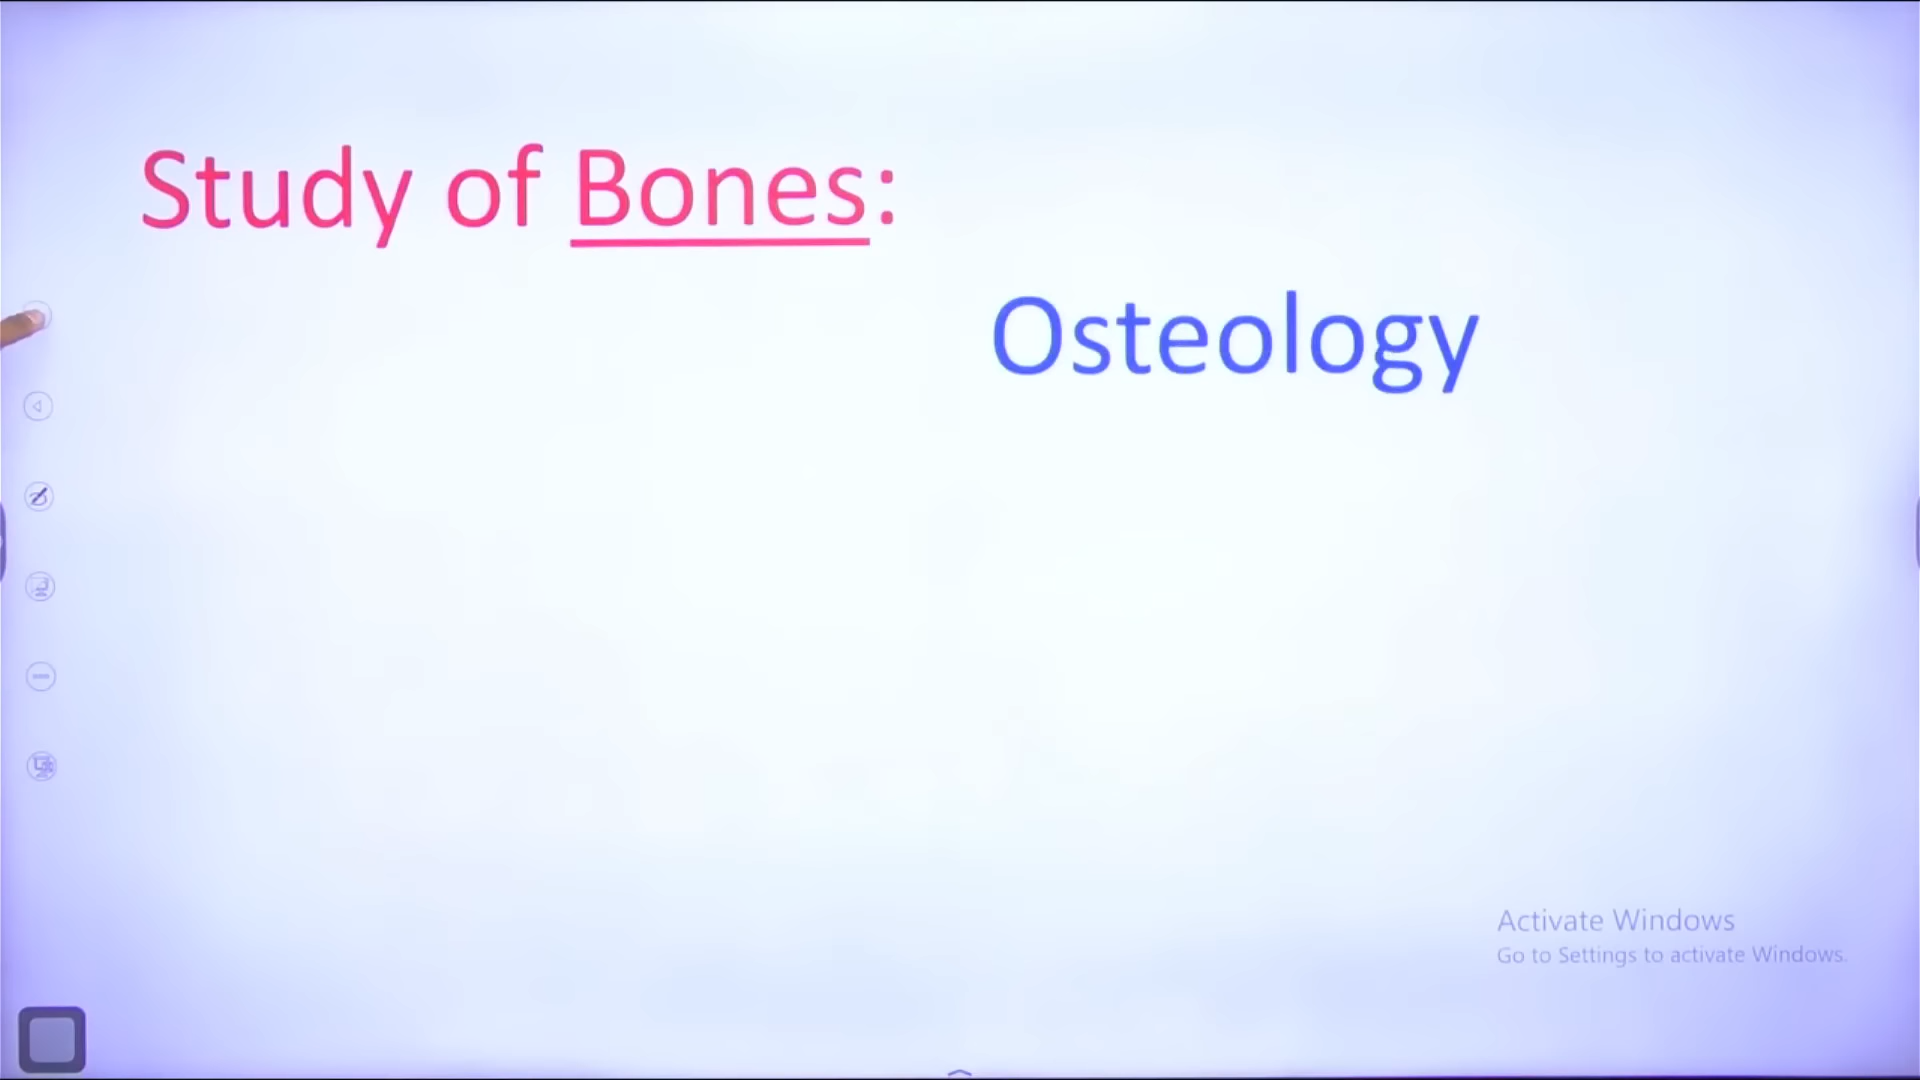 Study of Bones:
Osteology
Activate Windows
Go to Settings to activate Windows.